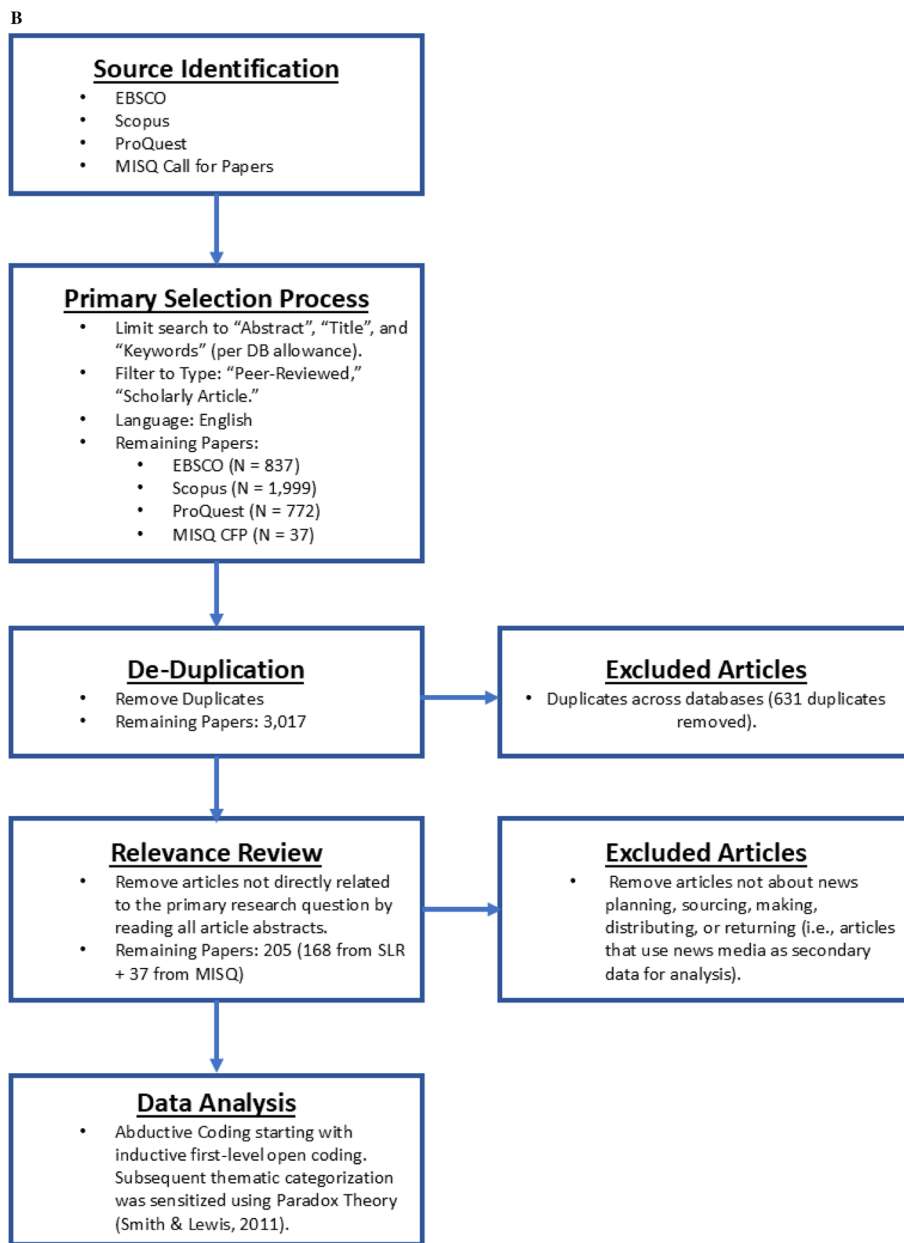 B
Source Identification
• EBSCO
• Scopus
• ProQuest
• MISQ Call for Papers
Primary Selection Process
• Limit search to “Abstract”, “Title”, and
“Keywords” (per DB allowance).
• Filter to Type: “Peer-Reviewed,”
“Scholarly Article.”
• Language: English
• Remaining Papers:
• EBSCO (N = 837)
• Scopus (N = 1,999)
• ProQuest (N = 772)
• MISQ CFP (N = 37)
De-Duplication
• Remove Duplicates
• Remaining Papers: 3,017
Excluded Articles
• Duplicates across databases (631 duplicates
removed).
Relevance Review
• Remove articles not directly related
to the primary research question by
reading all article abstracts.
• Remaining Papers: 205 (168 from SLR
+ 37 from MISQ)
Excluded Articles
• Remove articles not about news
planning, sourcing, making,
distributing, or returning (i.e., articles
that use news media as secondary
data for analysis).
Data Analysis
• Abductive Coding starting with
inductive first-level open coding.
Subsequent thematic categorization
was sensitized using Paradox Theory
(Smith & Lewis, 2011).